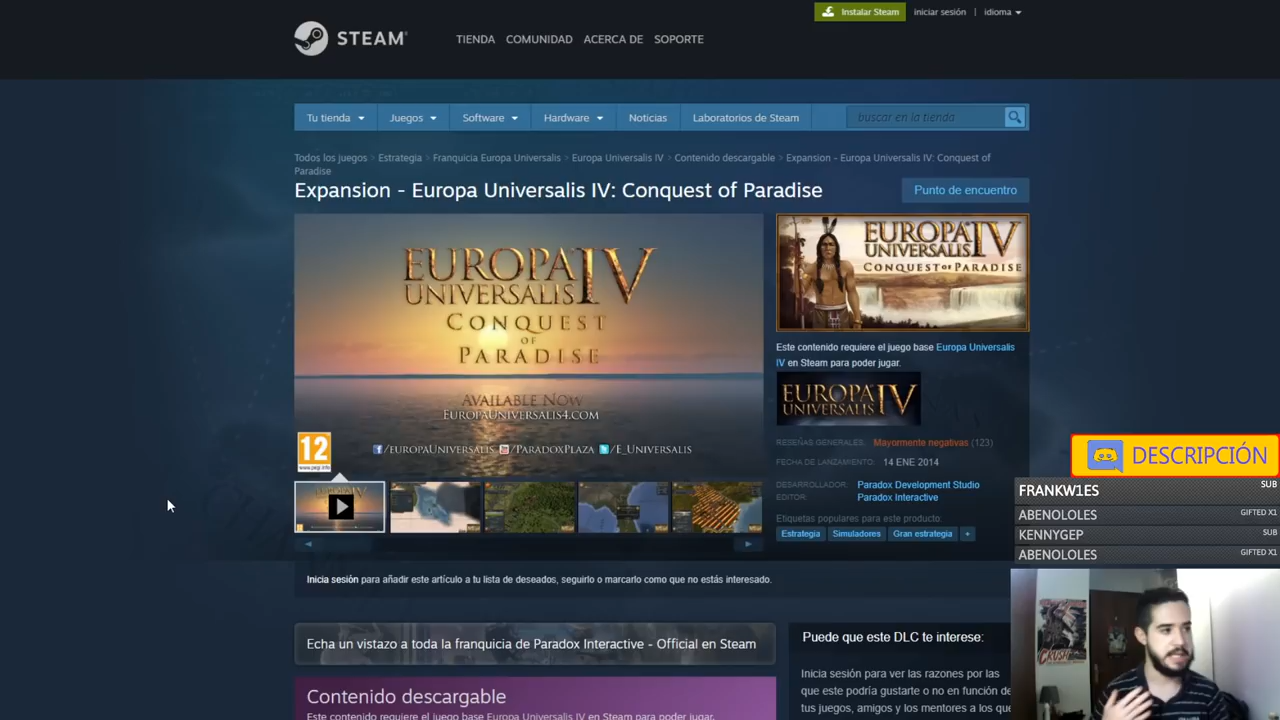 Instalar Steam
iniciar sesión | idioma
STEAM®
TIENDA COMUNIDAD ACERCA DE SOPORTE
Tu tienda Juegos Software Hardware Noticias Laboratorios de Steam buscar en la tienda
Todos los juegos > Estrategia > Franquicia Europa Universalis > Europa Universalis IV > Contenido descargable > Expansion - Europa Universalis IV: Conquest of
Paradise
Expansion - Europa Universalis IV: Conquest of Paradise
Punto de encuentro
EUROPA
UNIVERSALIS IV
CONQUEST
OF
PARADISE
AVAILABLE NOW
EUROPAUNIVERSALIS4.COM
12
www.pegi.info
/EUROPAUNIVERSALIS /PARADOXPLAZA /E_UNIVERSALIS
EUROPA
UNIVERSALIS IV
CONQUEST OF PARADISE
Este contenido requiere el juego base Europa Universalis
IV en Steam para poder jugar.
EUROPA
UNIVERSALIS IV
RESEÑAS GENERALES: Mayormente negativas (123)
FECHA DE LANZAMIENTO: 14 ENE 2014
DESARROLLADOR: Paradox Development Studio
EDITOR: Paradox Interactive
Etiquetas populares para este producto:
Estrategia Simuladores Gran estrategia +
Inicia sesión para añadir este artículo a tu lista de deseados, seguirlo o marcarlo como que no estás interesado.
Echa un vistazo a toda la franquicia de Paradox Interactive - Official en Steam
Contenido descargable
Este contenido requiere el juego base Europa Universalis IV en Steam para poder jugar.
Puede que este DLC te interese:
Inicia sesión para ver las razones por las
que este podría gustarte o no en función de
tus juegos, amigos y los mentores a los que
DESCRIPCIÓN
FRANKW1ES SUB
ABENOLOLES GIFTED X1
KENNYGEP SUB
ABENOLOLES GIFTED X1
CRUSH